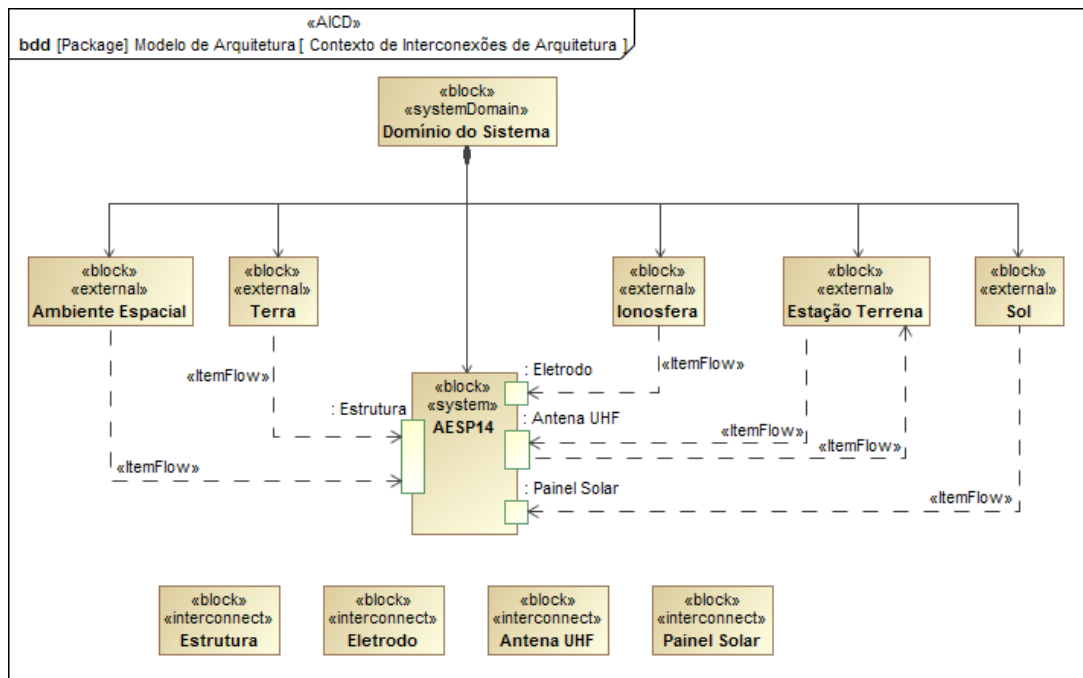 «AICD»
bdd [Package] Modelo de Arquitetura [ Contexto de Interconexões de Arquitetura ]
«block»
«systemDomain»
Domínio do Sistema
«block»
«external»
Ambiente Espacial
«block»
«external»
Terra
«block»
«external»
Ionosfera
«block»
«external»
Estação Terrena
«block»
«external»
Sol
«ItemFlow»
«ItemFlow»
: Estrutura
«block»
«system»
AESP14
: Eletrodo
«ItemFlow»
: Antena UHF
«ItemFlow»
«ItemFlow»
: Painel Solar
«ItemFlow»
«block»
«interconnect»
Estrutura
«block»
«interconnect»
Eletrodo
«block»
«interconnect»
Antena UHF
«block»
«interconnect»
Painel Solar